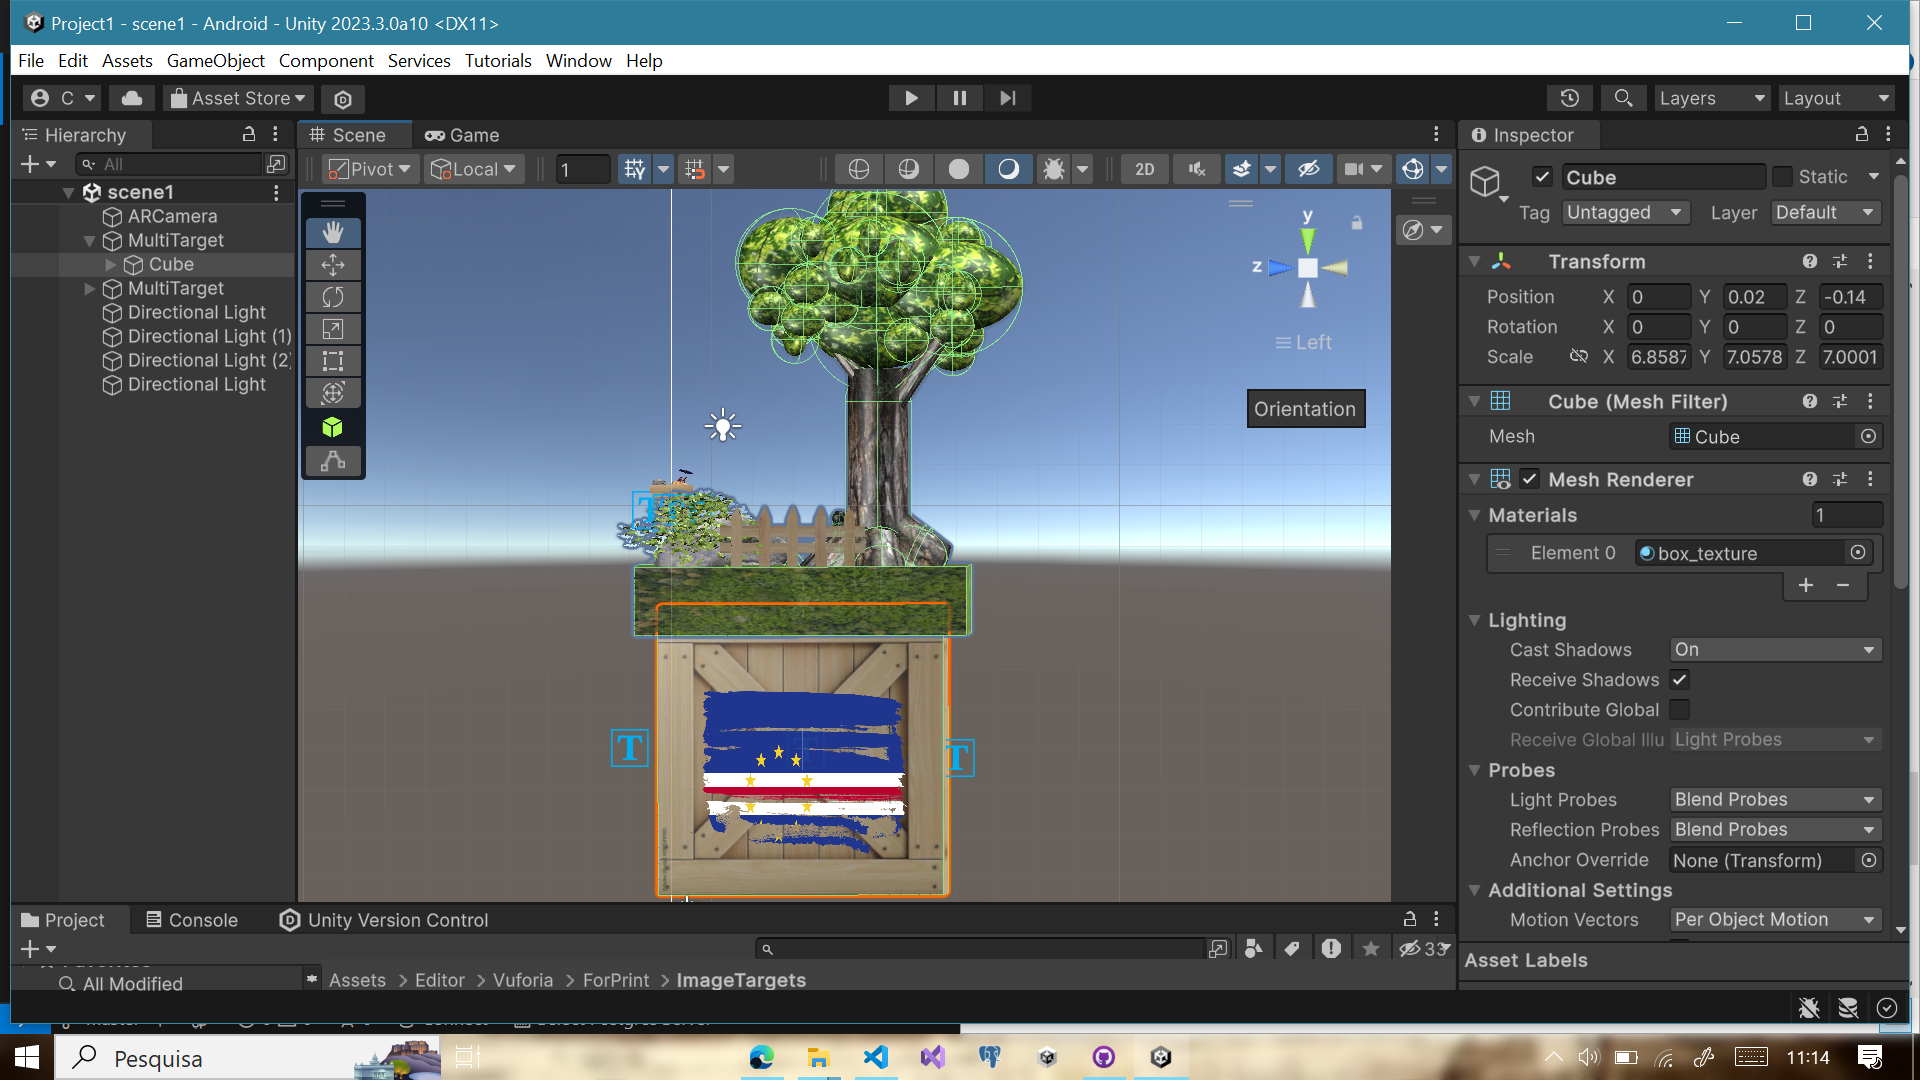 Project1 - scene1 - Android - Unity 2023.3.0a10 <DX11>
File Edit Assets GameObject Component Services Tutorials Window Help
C Asset Store Layers Layout
Hierarchy
All
scene1
ARCamera
MultiTarget
Cube
MultiTarget
Directional Light
Directional Light (1)
Directional Light (2)
Directional Light
Scene Game
Pivot Local 1 2D
y
z
Left
Orientation
T
T
T
Inspector
Cube Static
Tag Untagged Layer Default
Transform
Position X 0 Y 0.02 Z -0.14
Rotation X 0 Y 0 Z 0
Scale X 6.8587 Y 7.0578 Z 7.0001
Cube (Mesh Filter)
Mesh Cube
Mesh Renderer
Materials 1
Element 0 box_texture
+ −
Lighting
Cast Shadows On
Receive Shadows
Contribute Global
Receive Global Illu Light Probes
Probes
Light Probes Blend Probes
Reflection Probes Blend Probes
Anchor Override None (Transform)
Additional Settings
Motion Vectors Per Object Motion
Asset Labels
Project Console Unity Version Control
33
All Modified
Assets > Editor > Vuforia > ForPrint > ImageTargets
Pesquisa
11:14